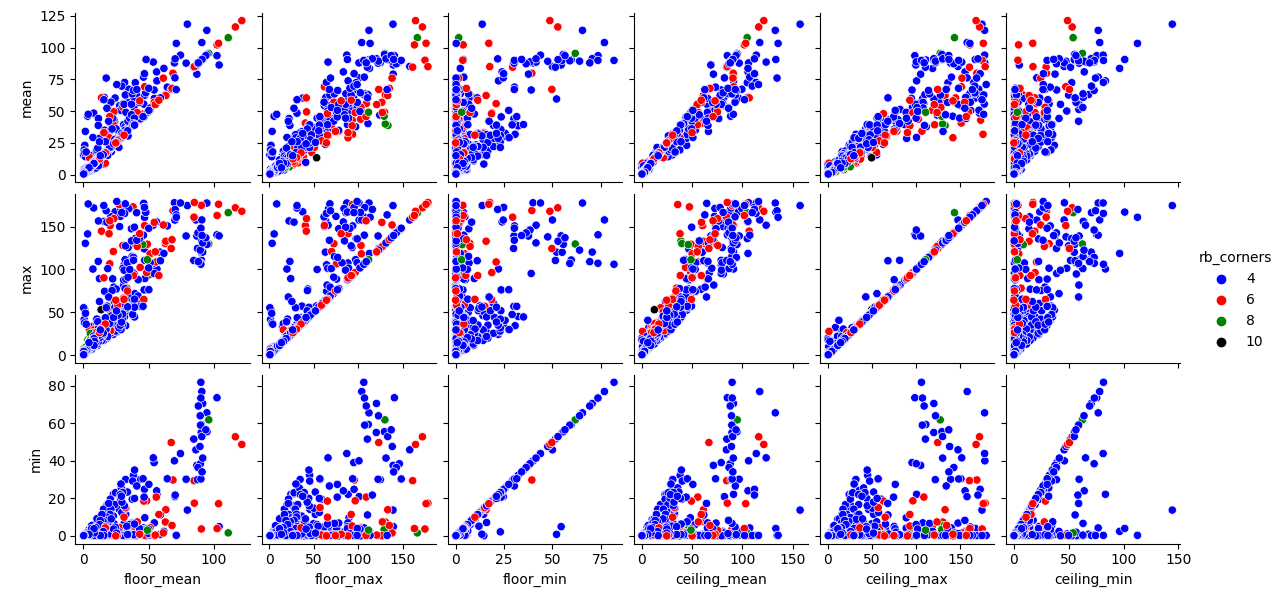 125
100
75
50
25
0
mean
150
100
50
0
max
80
60
40
20
0
min
0 50 100
floor_mean
0 50 100 150
floor_max
0 25 50 75
floor_min
0 50 100 150
ceiling_mean
0 50 100 150
ceiling_max
0 50 100 150
ceiling_min
rb_corners
4
6
8
10